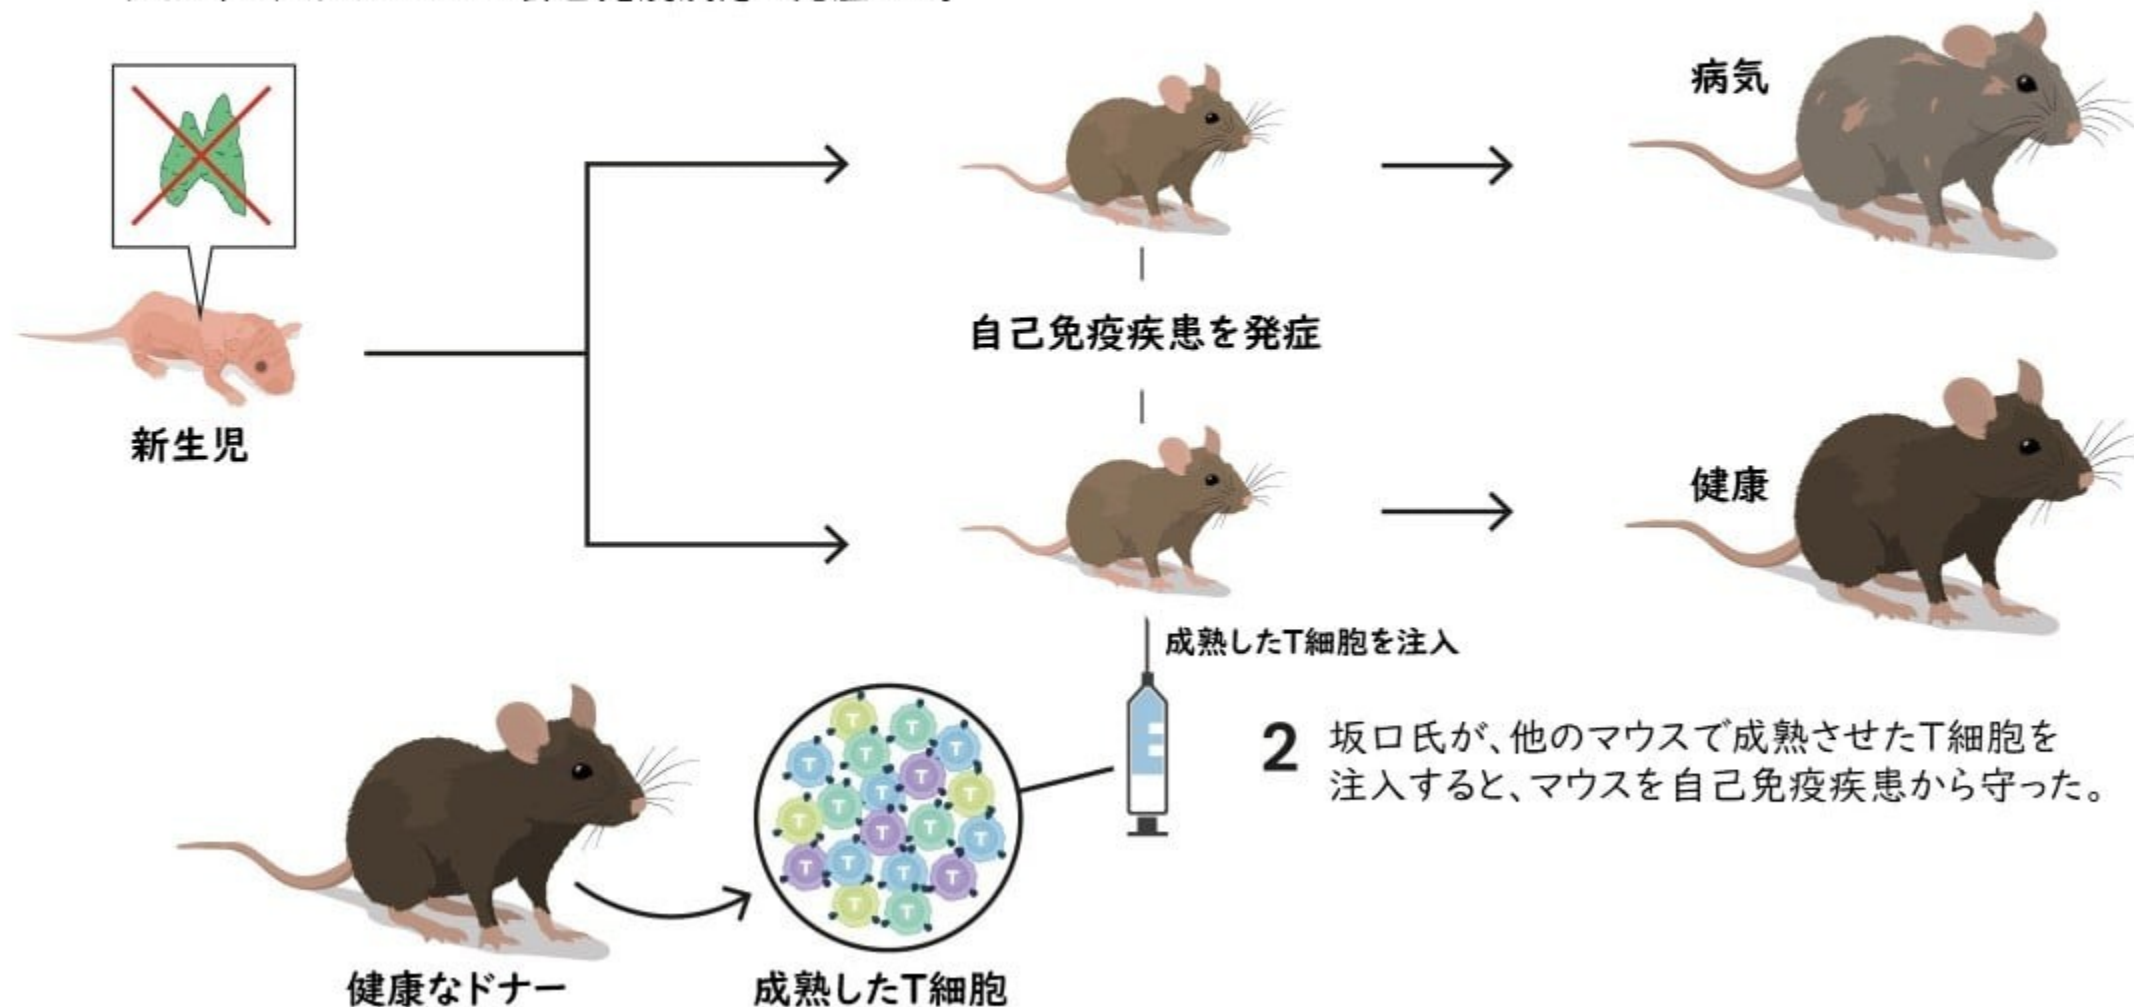 病気
自己免疫疾患を発症
新生児
健康
成熟したT細胞を注入
2 坂口氏が、他のマウスで成熟させたT細胞を
注入すると、マウスを自己免疫疾患から守った。
T T T T T T T T T T T T T T T T T T T
健康なドナー
成熟したT細胞